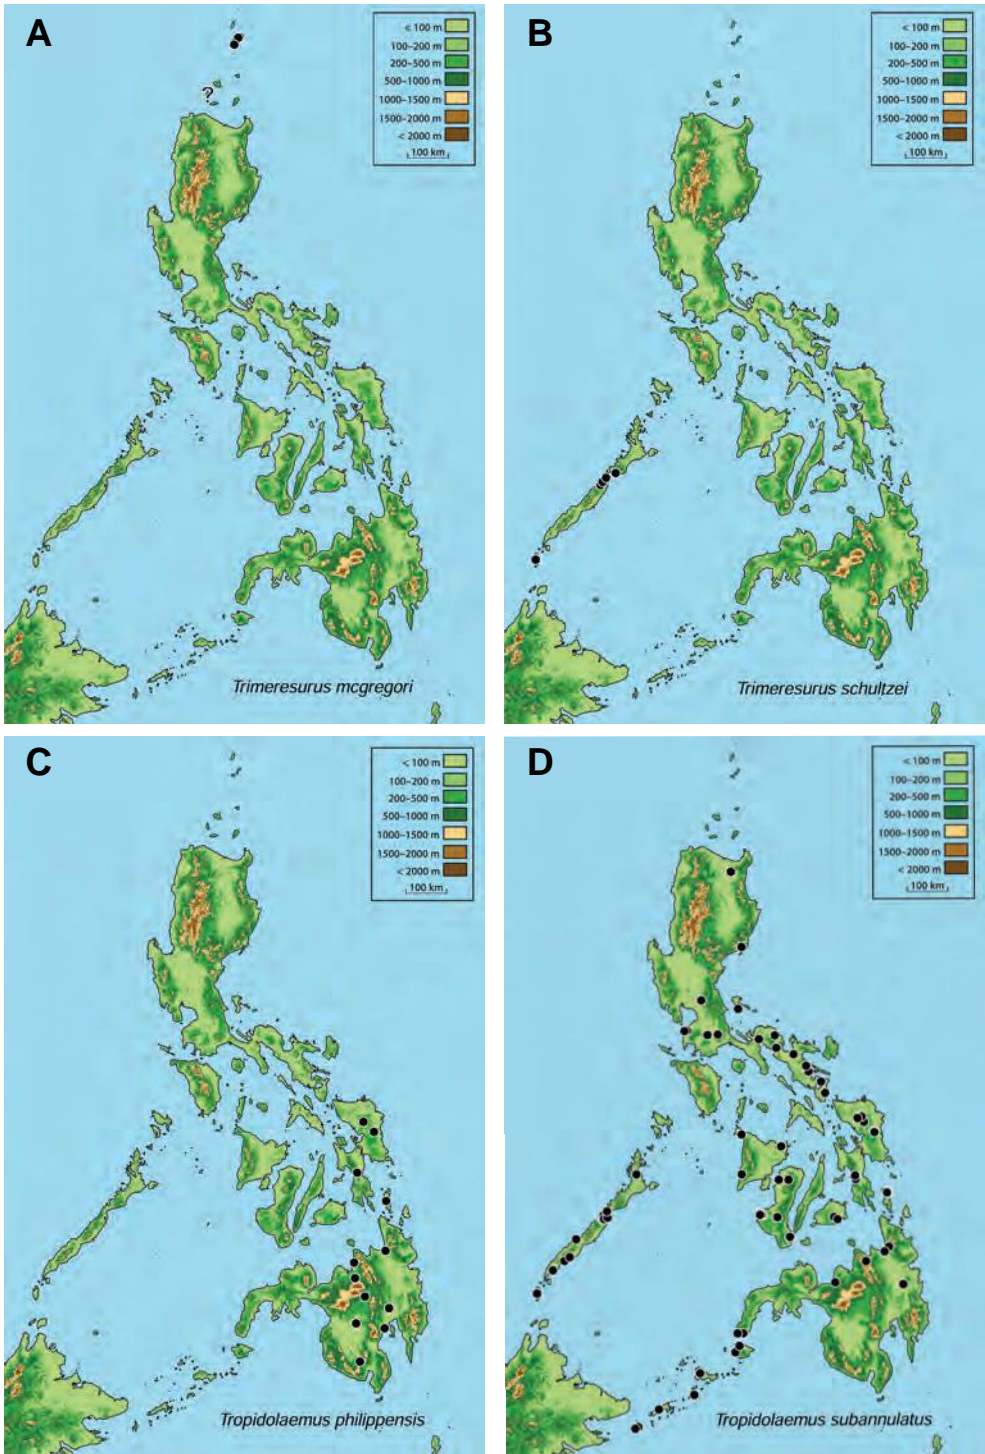 A
< 100 m
100–200 m
200–500 m
500–1000 m
1000–1500 m
1500–2000 m
< 2000 m
100 km
?
Trimeresurus mcgregori
B
< 100 m
100–200 m
200–500 m
500–1000 m
1000–1500 m
1500–2000 m
< 2000 m
100 km
Trimeresurus schultzei
C
< 100 m
100–200 m
200–500 m
500–1000 m
1000–1500 m
1500–2000 m
< 2000 m
100 km
Tropidolaemus philippensis
D
< 100 m
100–200 m
200–500 m
500–1000 m
1000–1500 m
1500–2000 m
< 2000 m
100 km
Tropidolaemus subannulatus